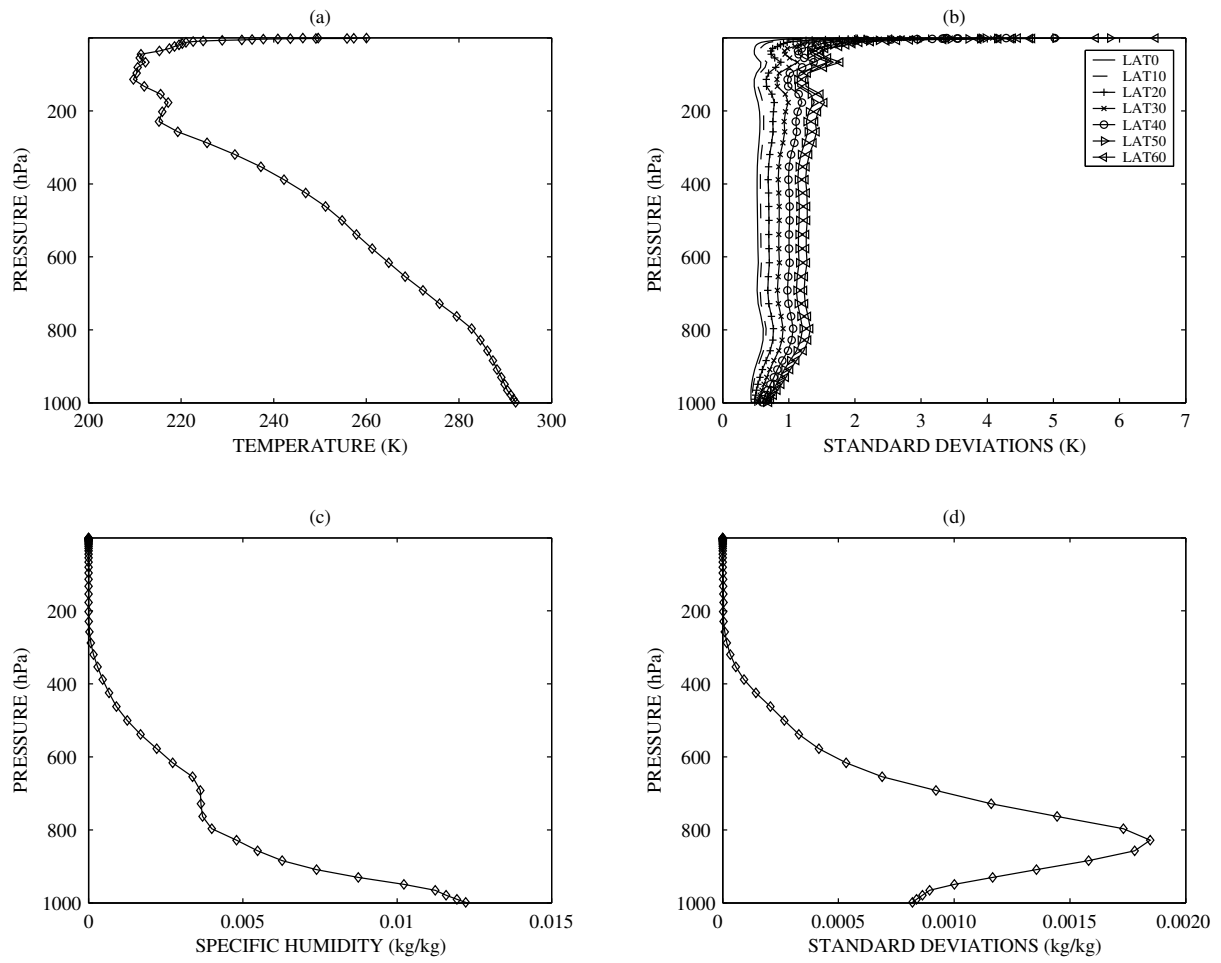 (a)
PRESSURE (hPa)
200
400
600
800
1000
200
220
240
260
280
300
TEMPERATURE (K)
(b)
PRESSURE (hPa)
200
400
600
800
1000
0
1
2
3
4
5
6
7
STANDARD DEVIATIONS (K)
LAT0
LAT10
LAT20
LAT30
LAT40
LAT50
LAT60
(c)
PRESSURE (hPa)
200
400
600
800
1000
0
0.005
0.01
0.015
SPECIFIC HUMIDITY (kg/kg)
(d)
PRESSURE (hPa)
200
400
600
800
1000
0
0.0005
0.0010
0.0015
0.0020
STANDARD DEVIATIONS (kg/kg)